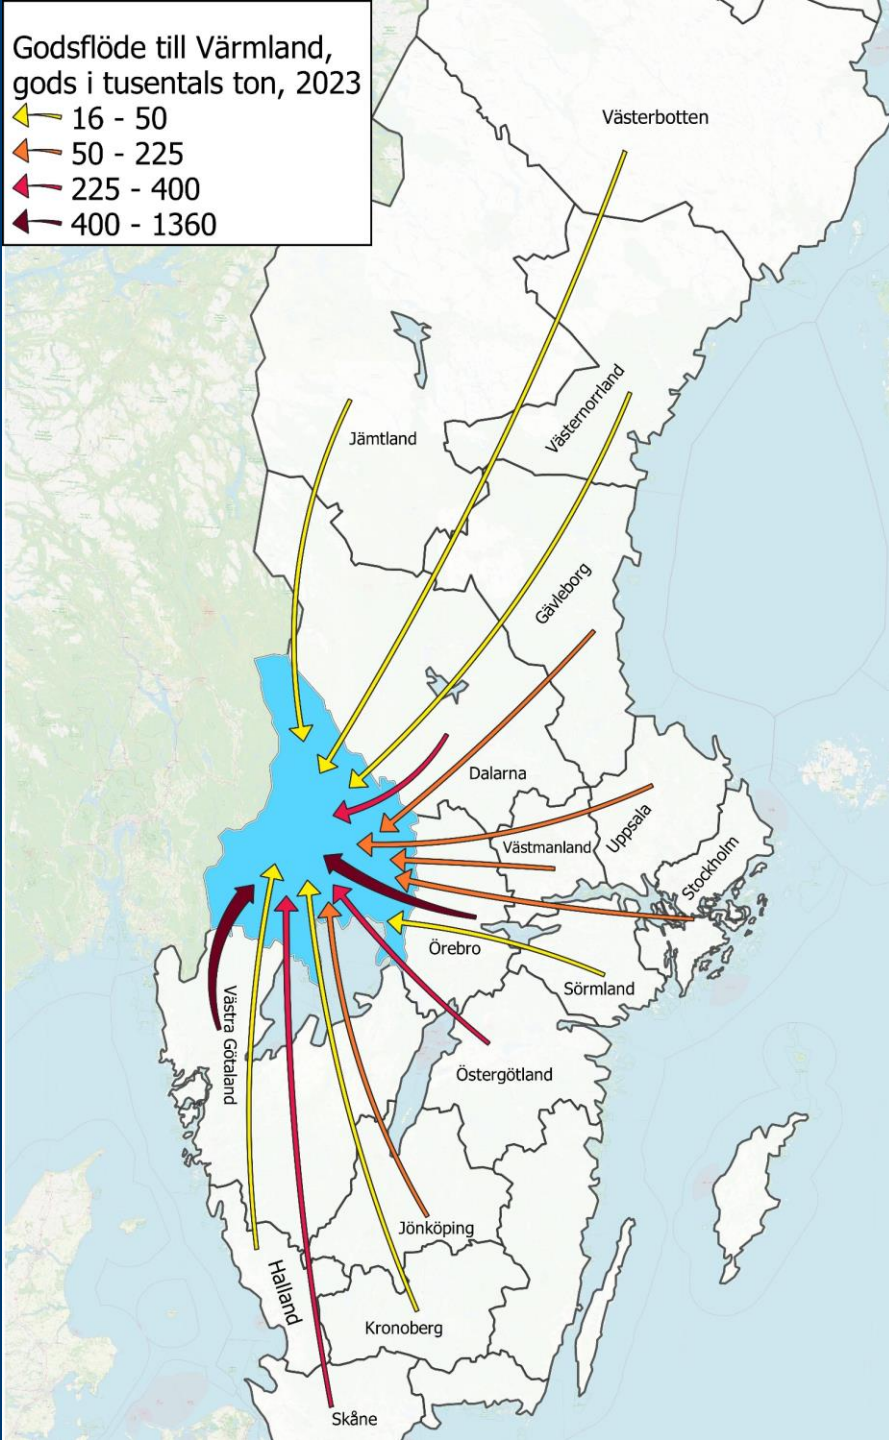 Godsflöde till Värmland,
gods i tusentals ton, 2023
16 - 50
50 - 225
225 - 400
400 - 1360
Västerbotten
Västernorrland
Jämtland
Gävleborg
Dalarna
Uppsala
Västmanland
Stockholm
Örebro
Sörmland
Västra Götaland
Östergötland
Jönköping
Halland
Kronoberg
Skåne